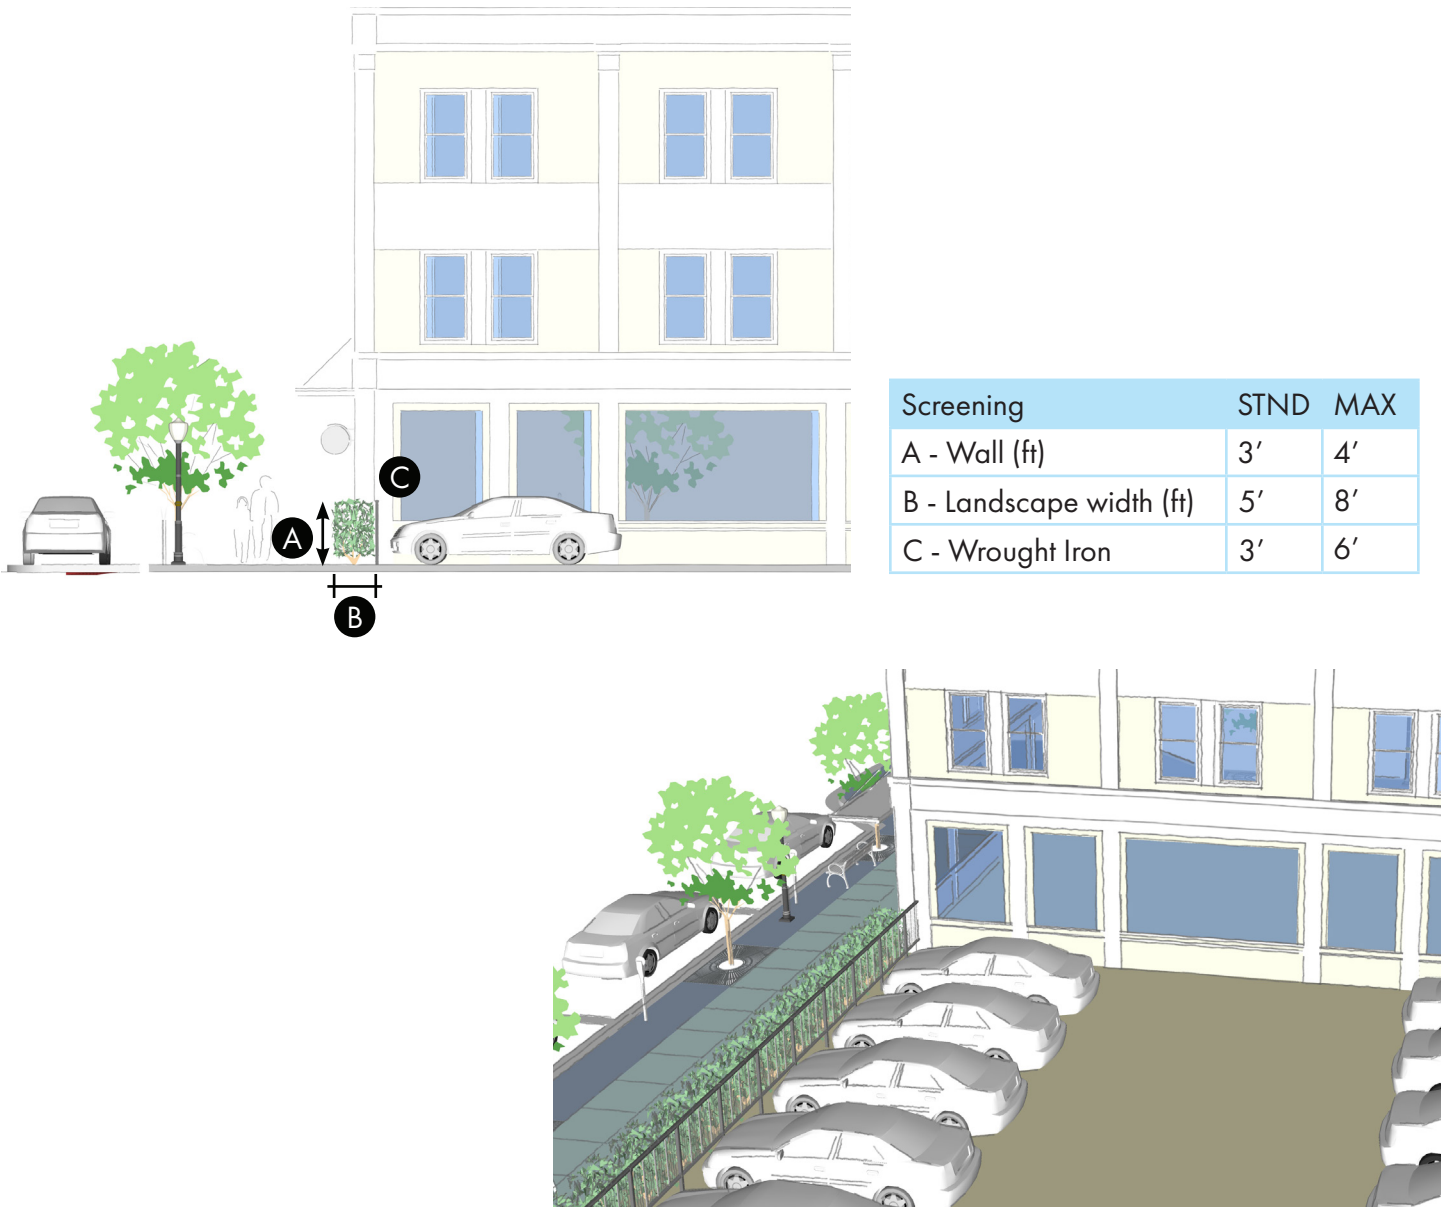 C
A
B
Screening STND MAX
A - Wall (ft) 3’ 4’
B - Landscape width (ft) 5’ 8’
C - Wrought Iron 3’ 6’